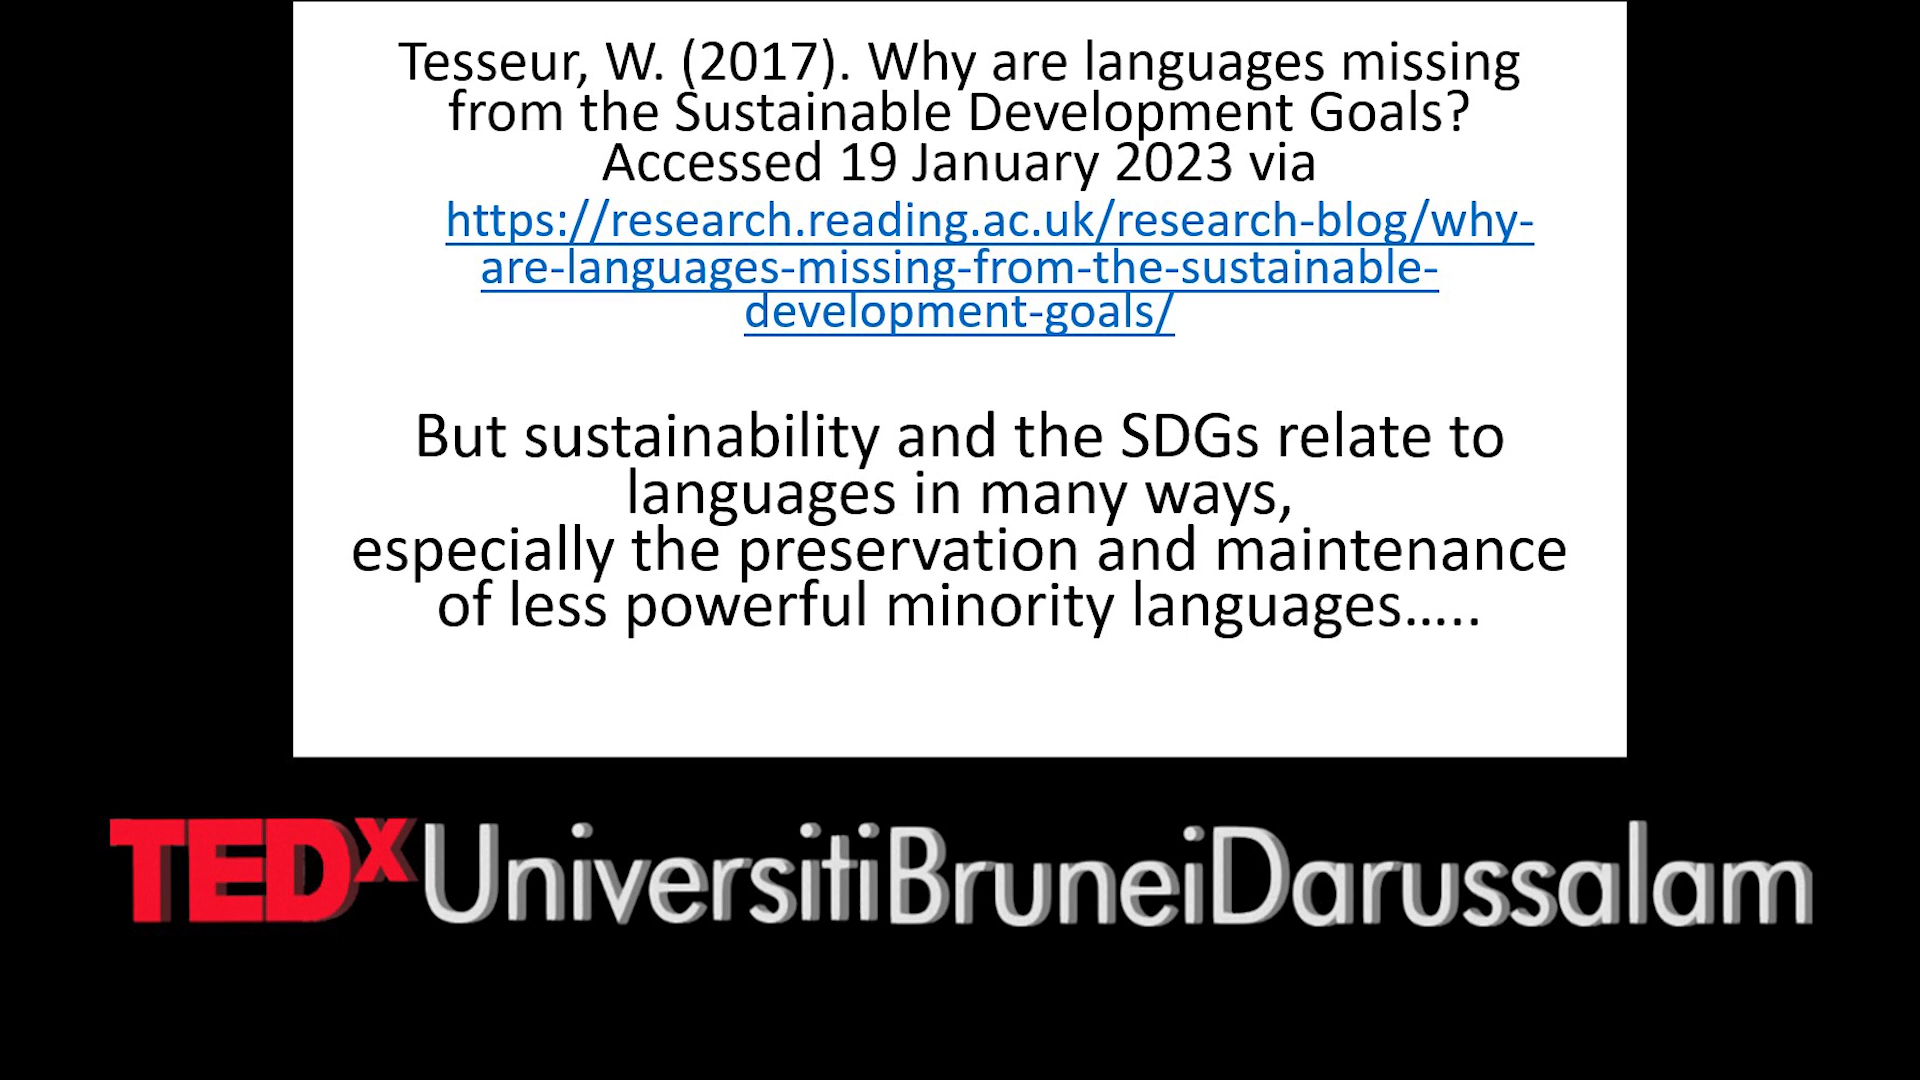 Tesseur, W. (2017). Why are languages missing
from the Sustainable Development Goals?
Accessed 19 January 2023 via
https://research.reading.ac.uk/research-blog/why-
are-languages-missing-from-the-sustainable-
development-goals/
But sustainability and the SDGs relate to
languages in many ways,
especially the preservation and maintenance
of less powerful minority languages…..
TEDxUniversitiBruneiDarussalam